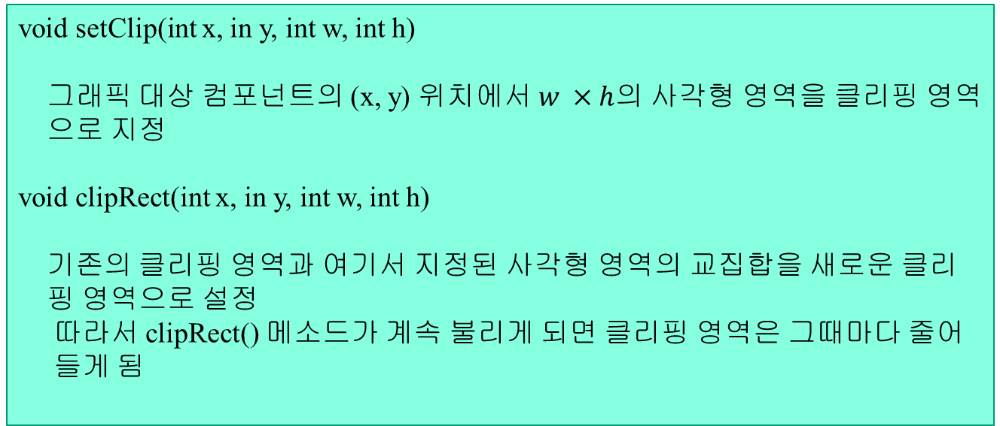 void setClip(int x, in y, int w, int h)
그래픽 대상 컴포넌트의 (x, y) 위치에서 w × h의 사각형 영역을 클리핑 영역
으로 지정
void clipRect(int x, in y, int w, int h)
기존의 클리핑 영역과 여기서 지정된 사각형 영역의 교집합을 새로운 클리
핑 영역으로 설정
따라서 clipRect() 메소드가 계속 불리게 되면 클리핑 영역은 그때마다 줄어
들게 됨